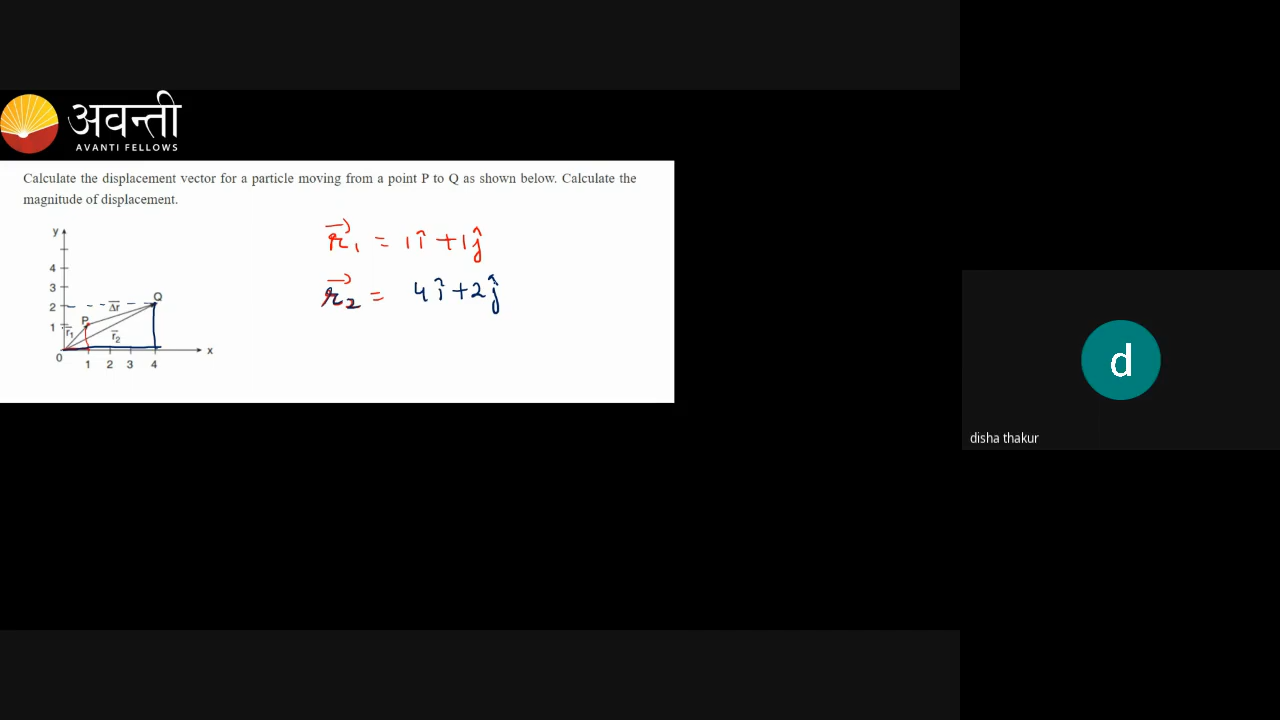 अवन्ती
AVANTI FELLOWS
Calculate the displacement vector for a particle moving from a point P to Q as shown below. Calculate the
magnitude of displacement.
y
4
3
2
1
0
1 2 3 4
x
P
Q
Δr
r⃗₁
r⃗₂
r⃗₁ = 1î + 1ĵ
r⃗₂ = 4î + 2ĵ
d
disha thakur